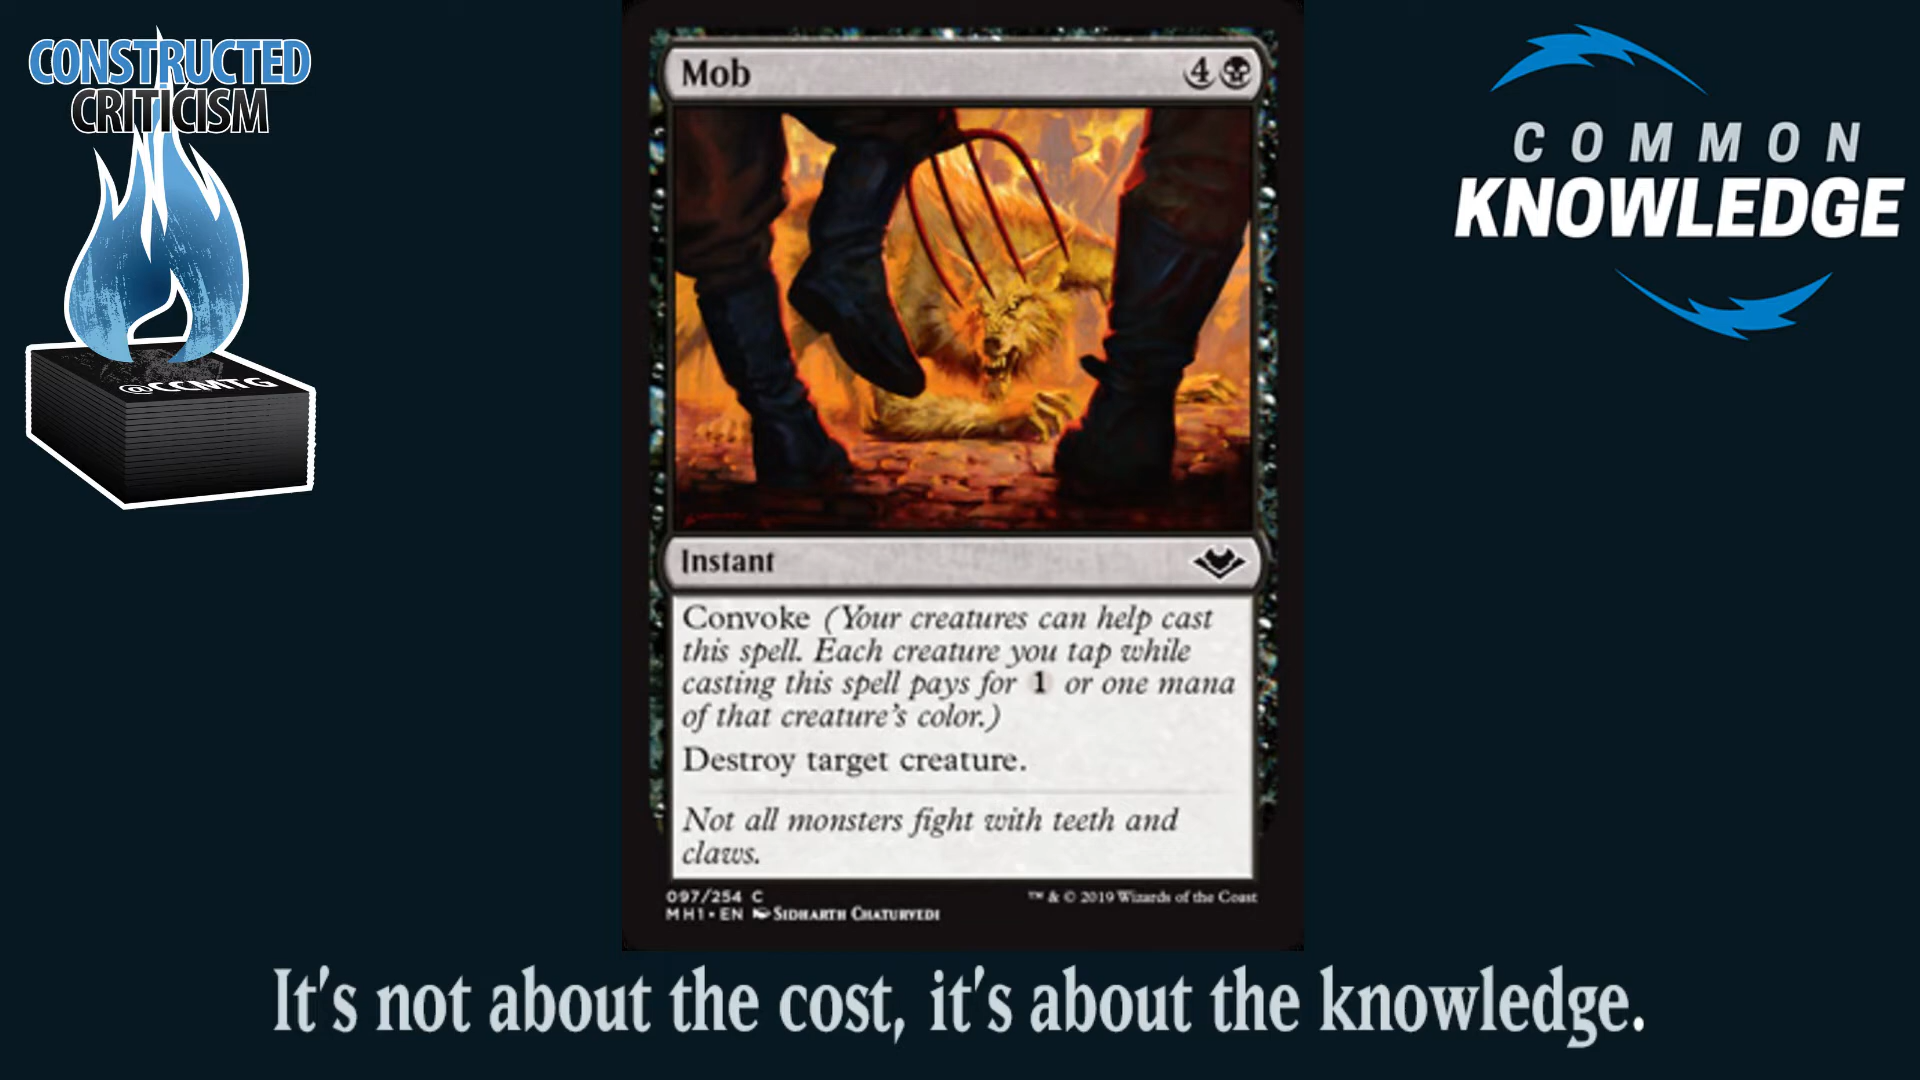 CONSTRUCTED
CRITICISM
@CCMTG
Mob
4
Instant
Convoke (Your creatures can help cast
this spell. Each creature you tap while
casting this spell pays for 1 or one mana
of that creature's color.)
Destroy target creature.
Not all monsters fight with teeth and
claws.
097/254 C
MH1 • EN SIDHARTH CHATURVEDI
™ & © 2019 Wizards of the Coast
COMMON
KNOWLEDGE
It's not about the cost, it's about the knowledge.